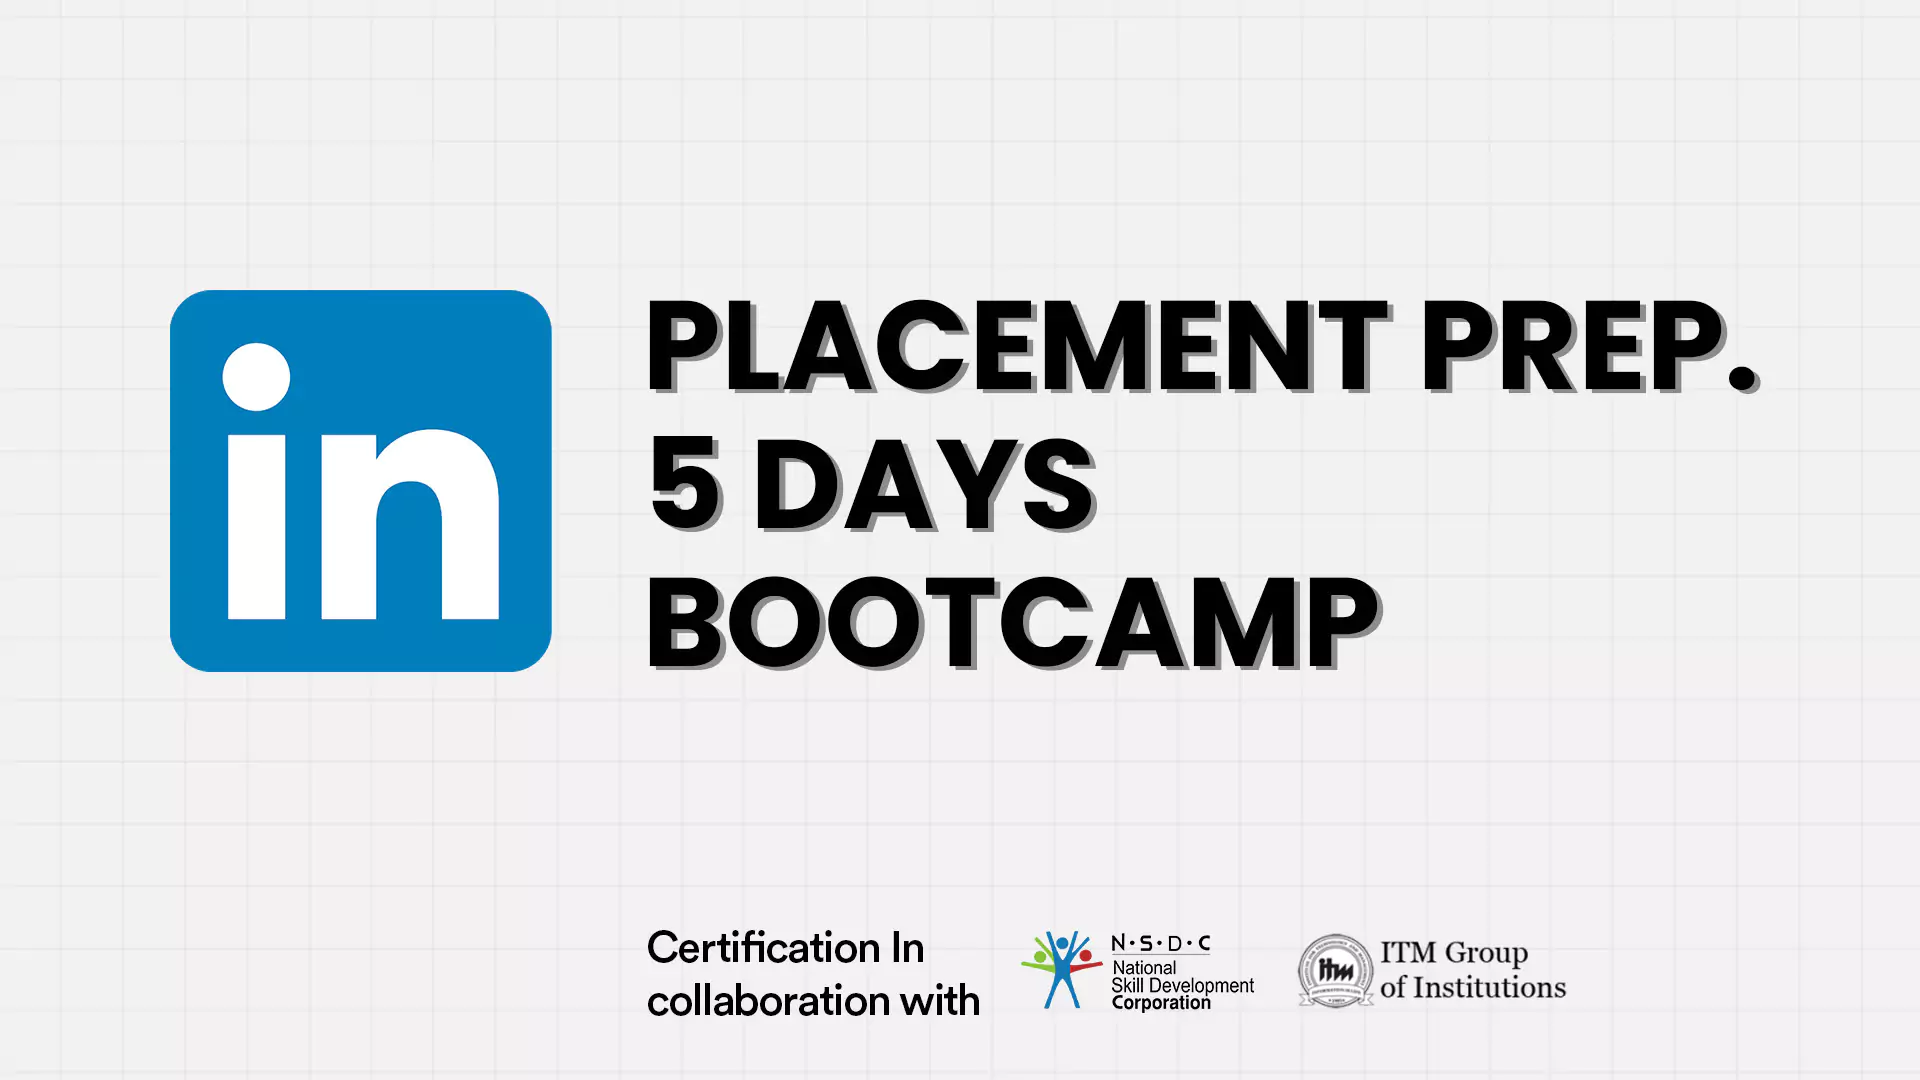 in
PLACEMENT PREP.
5 DAYS
BOOTCAMP
Certification In
collaboration with
N·S·D·C
National
Skill Development
Corporation
itm
ITM Group
of Institutions